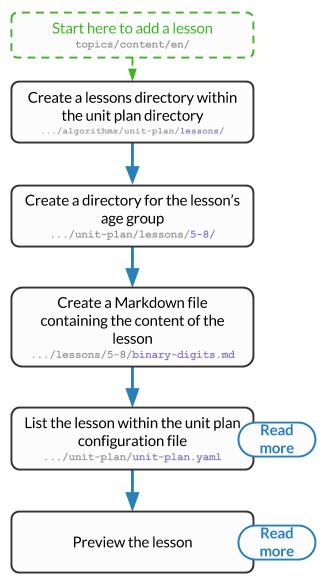 Start here to add a lesson
topics/content/en/
Create a lessons directory within
the unit plan directory
.../algorithms/unit-plan/lessons/
Create a directory for the lesson’s
age group
.../unit-plan/lessons/5-8/
Create a Markdown file
containing the content of the
lesson
.../lessons/5-8/binary-digits.md
List the lesson within the unit plan
configuration file
.../unit-plan/unit-plan.yaml
Read
more
Preview the lesson
Read
more